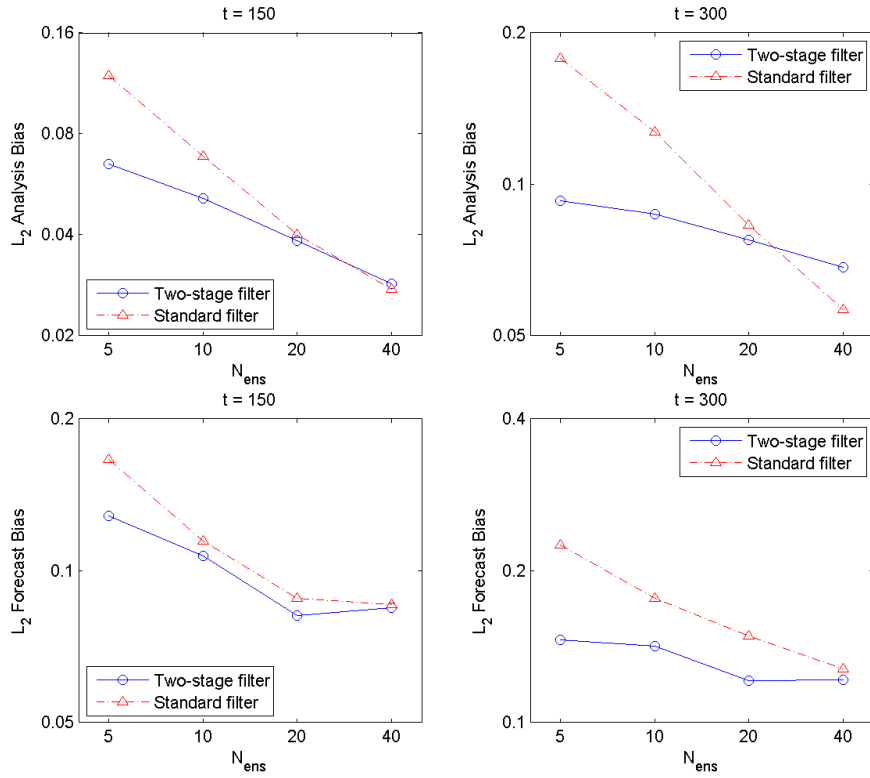 t = 150
0.16
0.08
0.04
0.02
L2 Analysis Bias
Two-stage filter
Standard filter
5 10 20 40
Nens
t = 300
0.2
0.1
0.05
L2 Analysis Bias
Two-stage filter
Standard filter
5 10 20 40
Nens
t = 150
0.2
0.1
0.05
L2 Forecast Bias
Two-stage filter
Standard filter
5 10 20 40
Nens
t = 300
0.4
0.2
0.1
L2 Forecast Bias
Two-stage filter
Standard filter
5 10 20 40
Nens